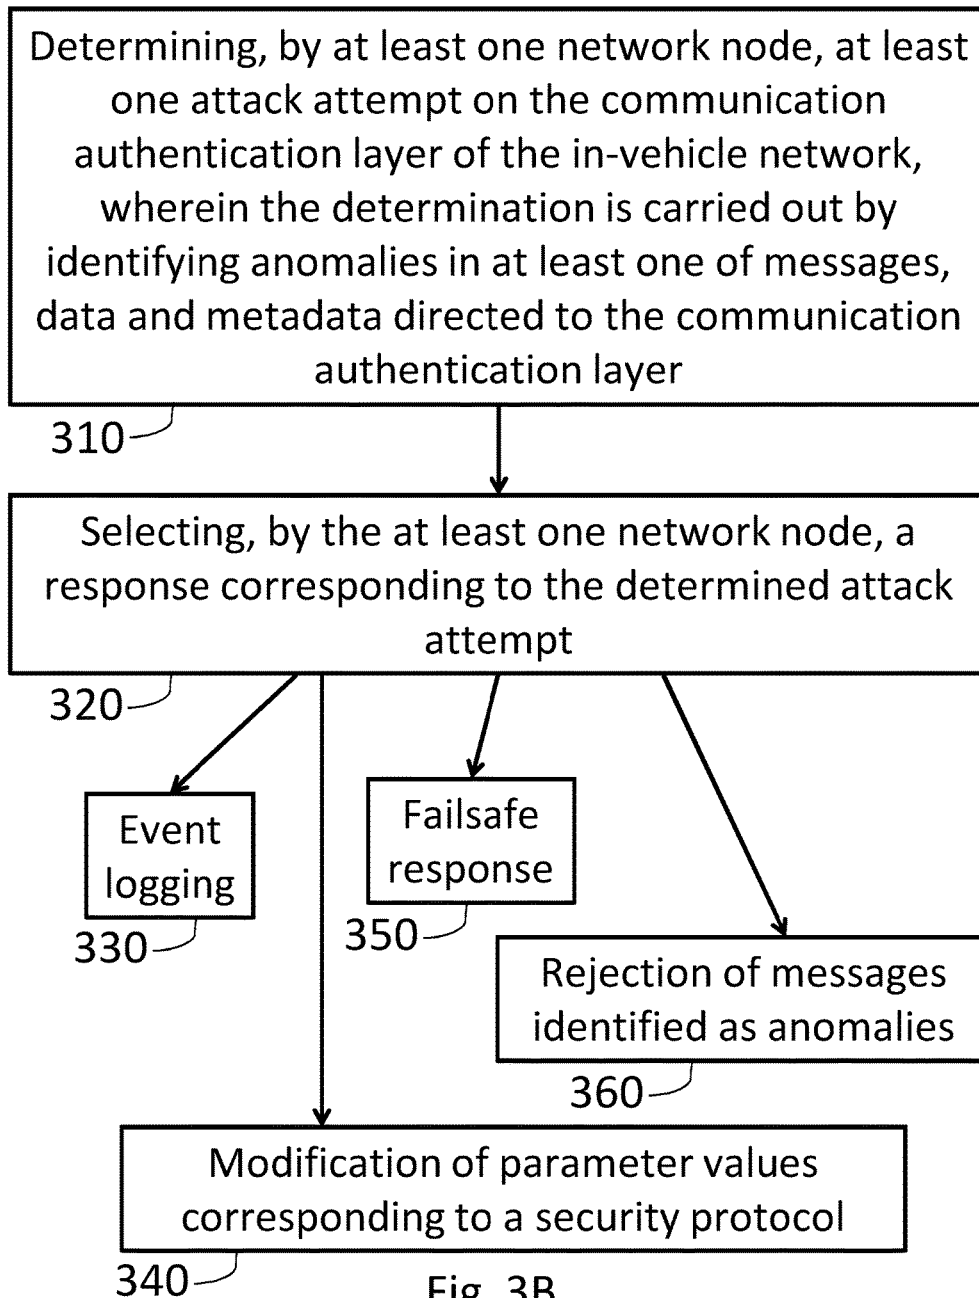 Determining, by at least one network node, at least
one attack attempt on the communication
authentication layer of the in-vehicle network,
wherein the determination is carried out by
identifying anomalies in at least one of messages,
data and metadata directed to the communication
authentication layer
310
Selecting, by the at least one network node, a
response corresponding to the determined attack
attempt
320
Event
logging
330
Failsafe
response
350
Rejection of messages
identified as anomalies
360
Modification of parameter values
corresponding to a security protocol
340
Fig. 3B